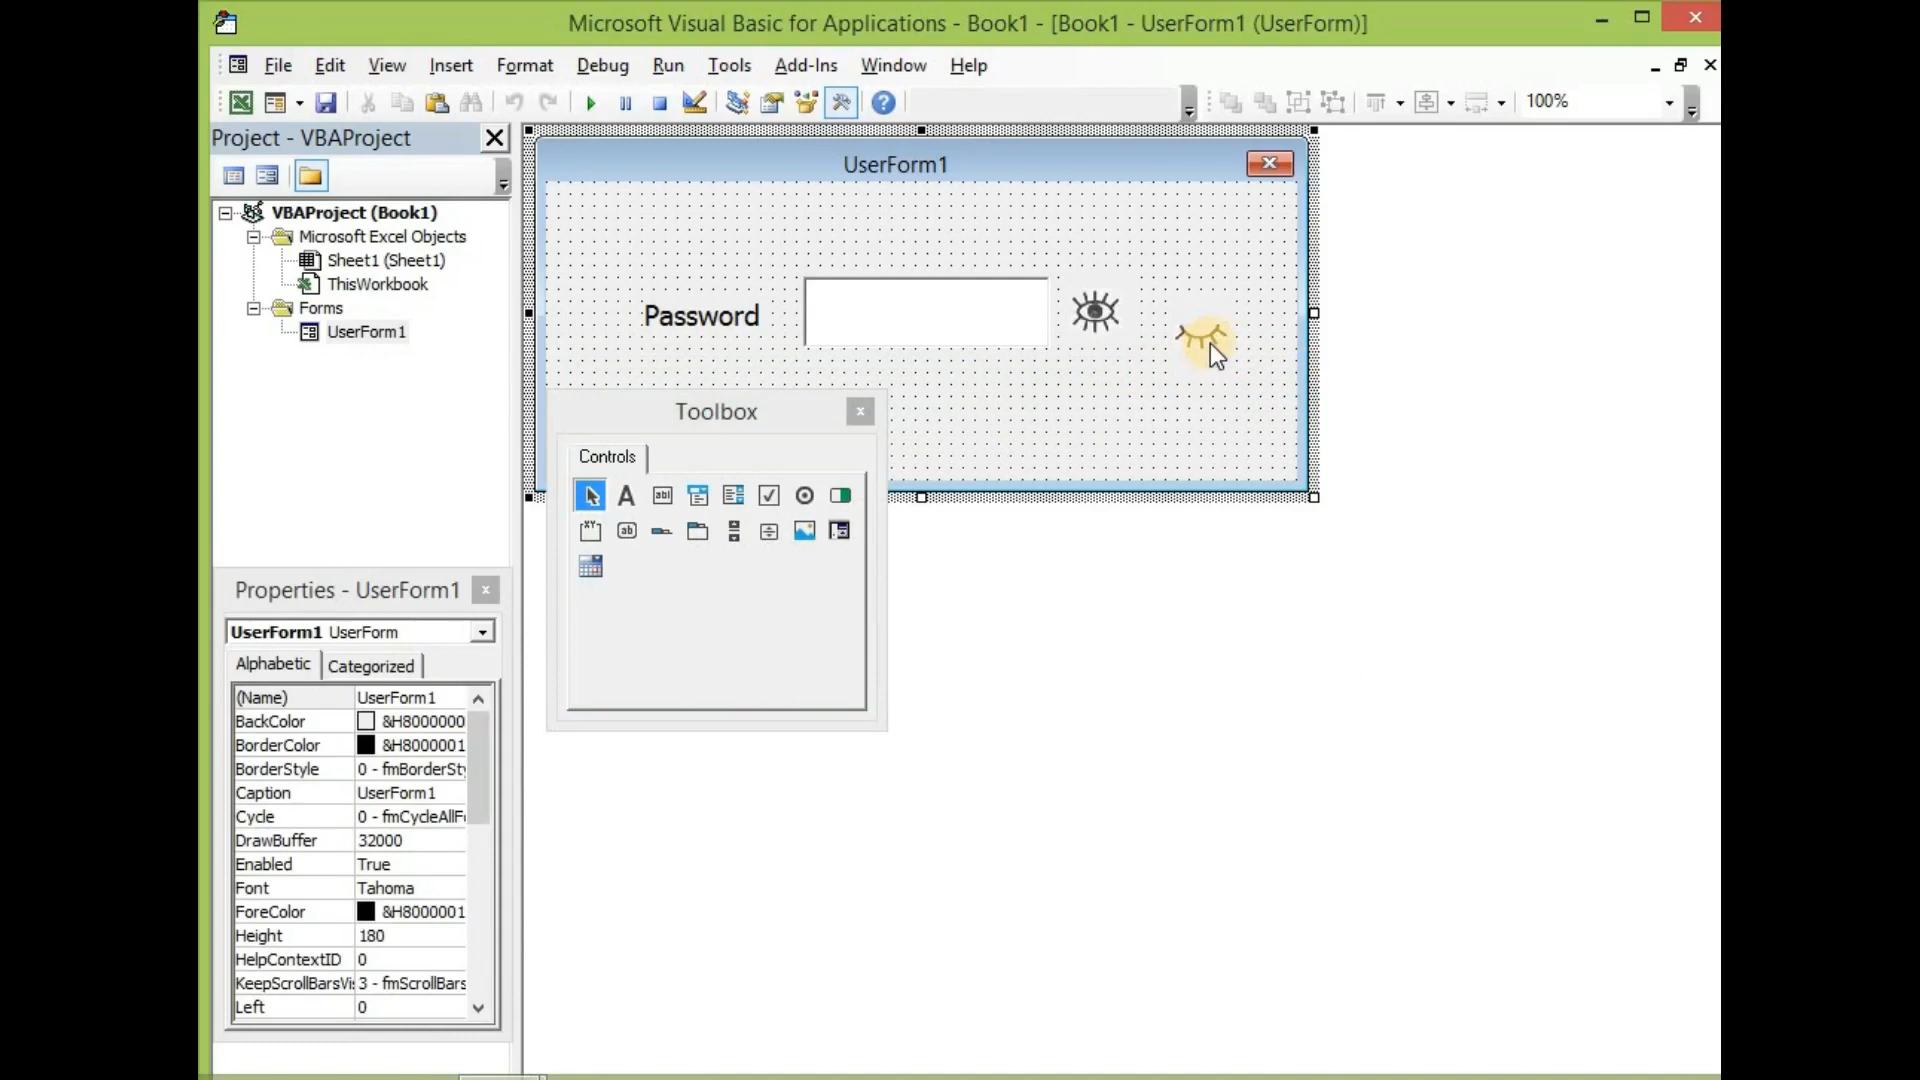 Microsoft Visual Basic for Applications - Book1 - [Book1 - UserForm1 (UserForm)]
File Edit View Insert Format Debug Run Tools Add-Ins Window Help
100%
Project - VBAProject
VBAProject (Book1)
Microsoft Excel Objects
Sheet1 (Sheet1)
ThisWorkbook
Forms
UserForm1
UserForm1
Password
Toolbox
Controls
Properties - UserForm1
UserForm1 UserForm
Alphabetic Categorized
(Name) UserForm1
BackColor &H8000000
BorderColor &H8000001
BorderStyle 0 - fmBorderSty
Caption UserForm1
Cycle 0 - fmCycleAllF
DrawBuffer 32000
Enabled True
Font Tahoma
ForeColor &H8000001
Height 180
HelpContextID 0
KeepScrollBarsVi 3 - fmScrollBars
Left 0